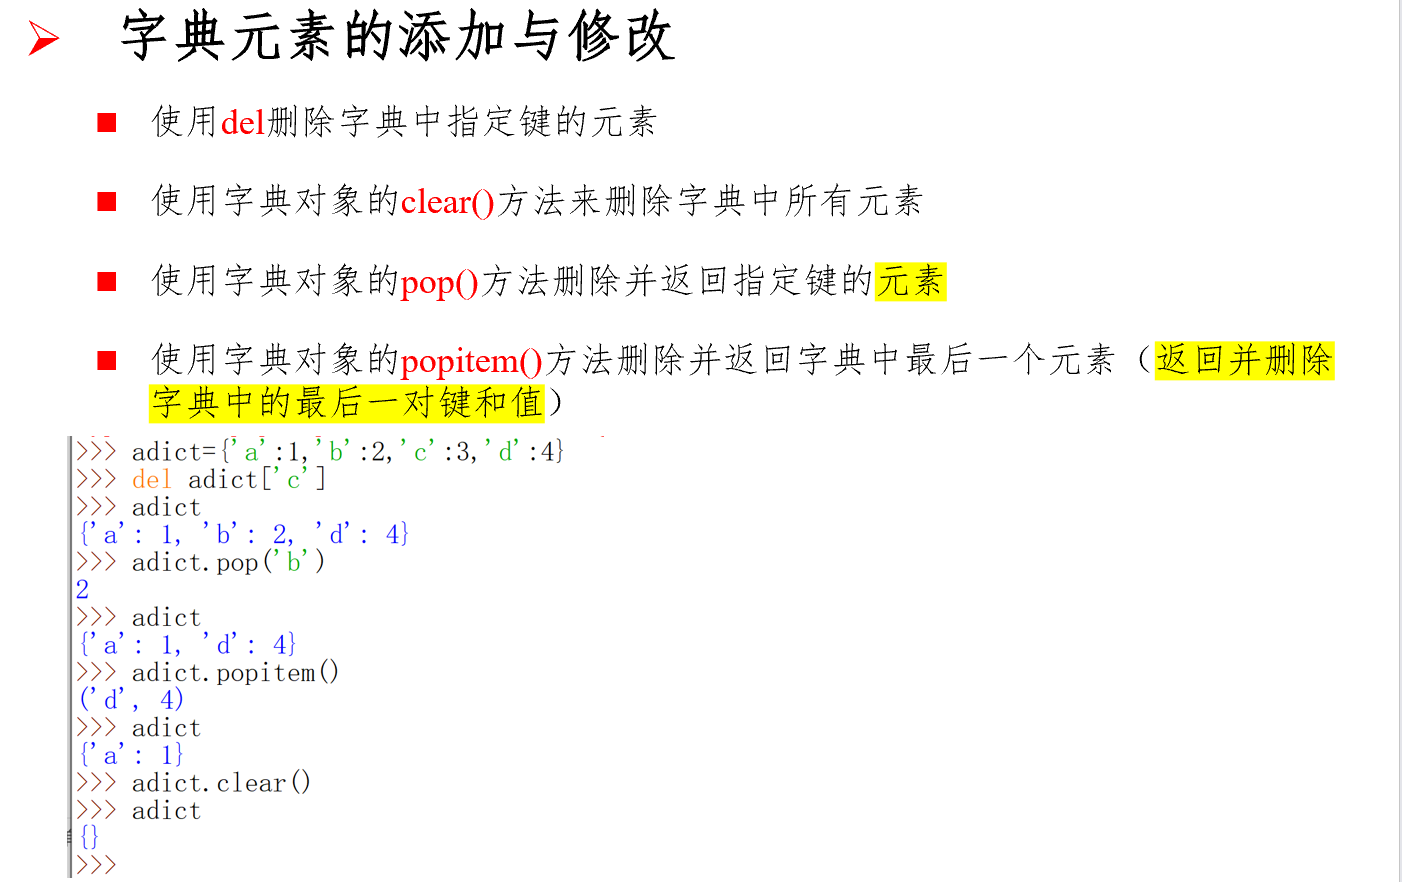 字典元素的添加与修改
使用del删除字典中指定键的元素
使用字典对象的clear()方法来删除字典中所有元素
使用字典对象的pop()方法删除并返回指定键的元素
使用字典对象的popitem()方法删除并返回字典中最后一个元素（返回并删除
字典中的最后一对键和值）
>>> adict={'a':1,'b':2,'c':3,'d':4}
>>> del adict['c']
>>> adict
{'a': 1, 'b': 2, 'd': 4}
>>> adict.pop('b')
2
>>> adict
{'a': 1, 'd': 4}
>>> adict.popitem()
('d', 4)
>>> adict
{'a': 1}
>>> adict.clear()
>>> adict
{}
>>>